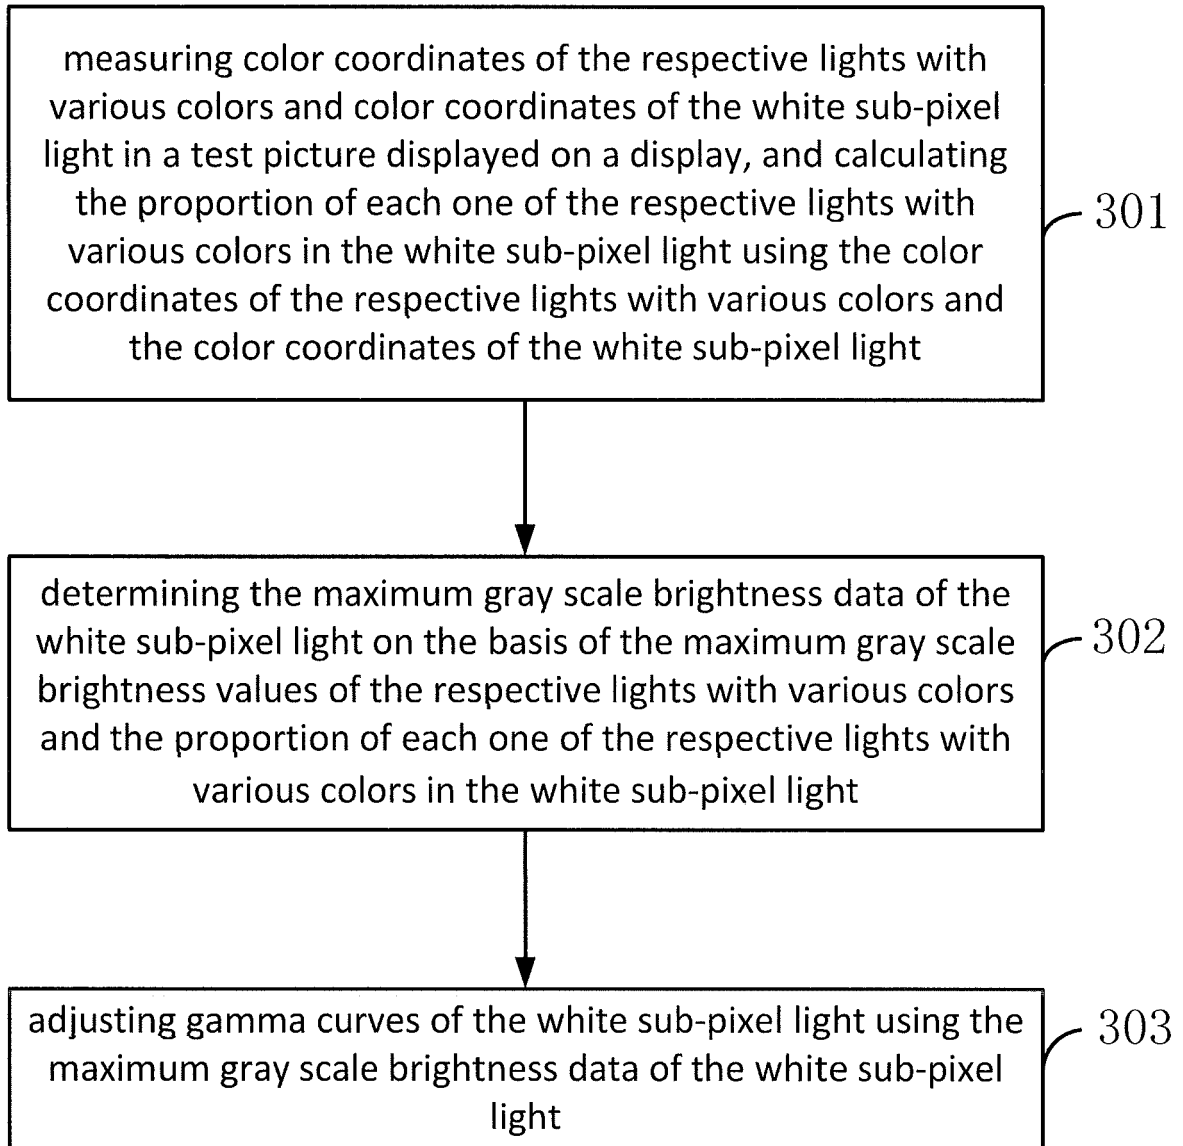 measuring color coordinates of the respective lights with
various colors and color coordinates of the white sub-pixel
light in a test picture displayed on a display, and calculating
the proportion of each one of the respective lights with
various colors in the white sub-pixel light using the color
coordinates of the respective lights with various colors and
the color coordinates of the white sub-pixel light
301
determining the maximum gray scale brightness data of the
white sub-pixel light on the basis of the maximum gray scale
brightness values of the respective lights with various colors
and the proportion of each one of the respective lights with
various colors in the white sub-pixel light
302
adjusting gamma curves of the white sub-pixel light using the
maximum gray scale brightness data of the white sub-pixel
light
303